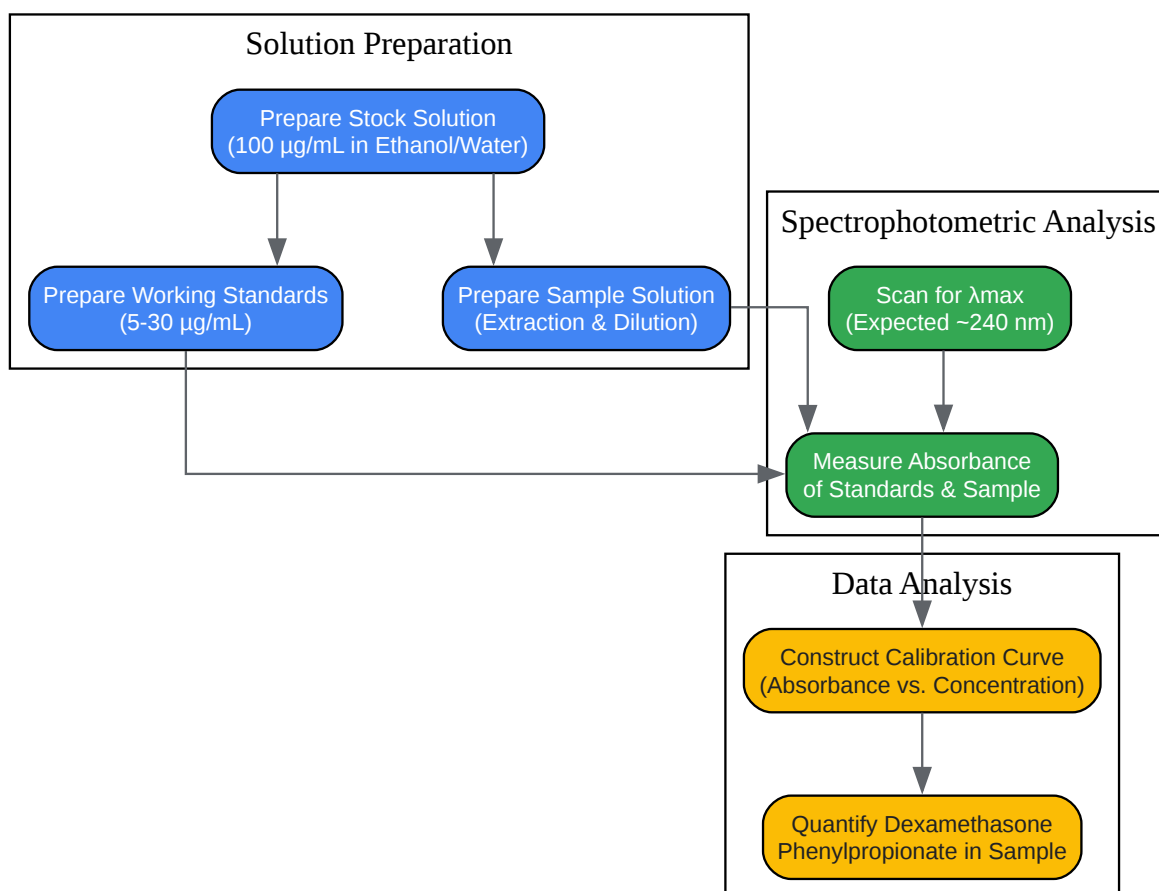 Solution Preparation
Prepare Stock Solution
(100 µg/mL in Ethanol/Water)
Prepare Working Standards
(5-30 µg/mL)
Prepare Sample Solution
(Extraction & Dilution)
Spectrophotometric Analysis
Scan for λmax
(Expected ~240 nm)
Measure Absorbance
of Standards & Sample
Data Analysis
Construct Calibration Curve
(Absorbance vs. Concentration)
Quantify Dexamethasone
Phenylpropionate in Sample